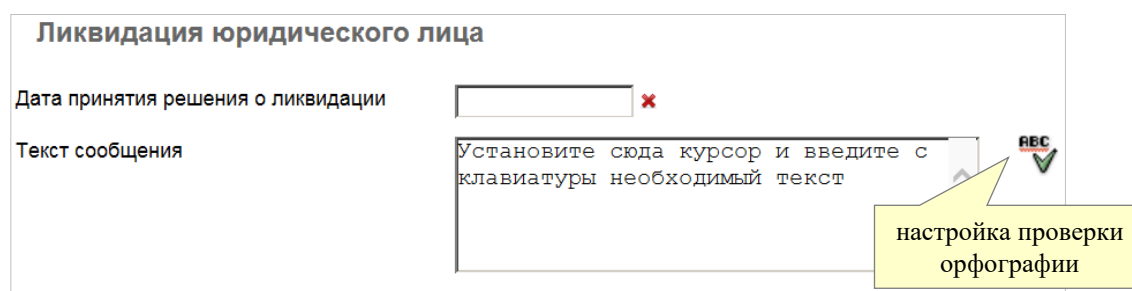 Ликвидация юридического лица
Дата принятия решения о ликвидации
Текст сообщения
Установите сюда курсор и введите с
клавиатуры необходимый текст
ABC
настройка проверки
орфографии